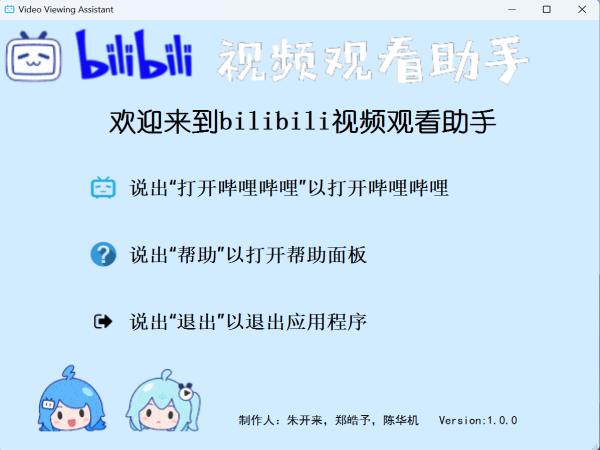 Video Viewing Assistant
bilibili 视频观看助手
欢迎来到bilibili视频观看助手
说出“打开哔哩哔哩”以打开哔哩哔哩
说出“帮助”以打开帮助面板
说出“退出”以退出应用程序
制作人：朱开来，郑皓予，陈华机 Version:1.0.0